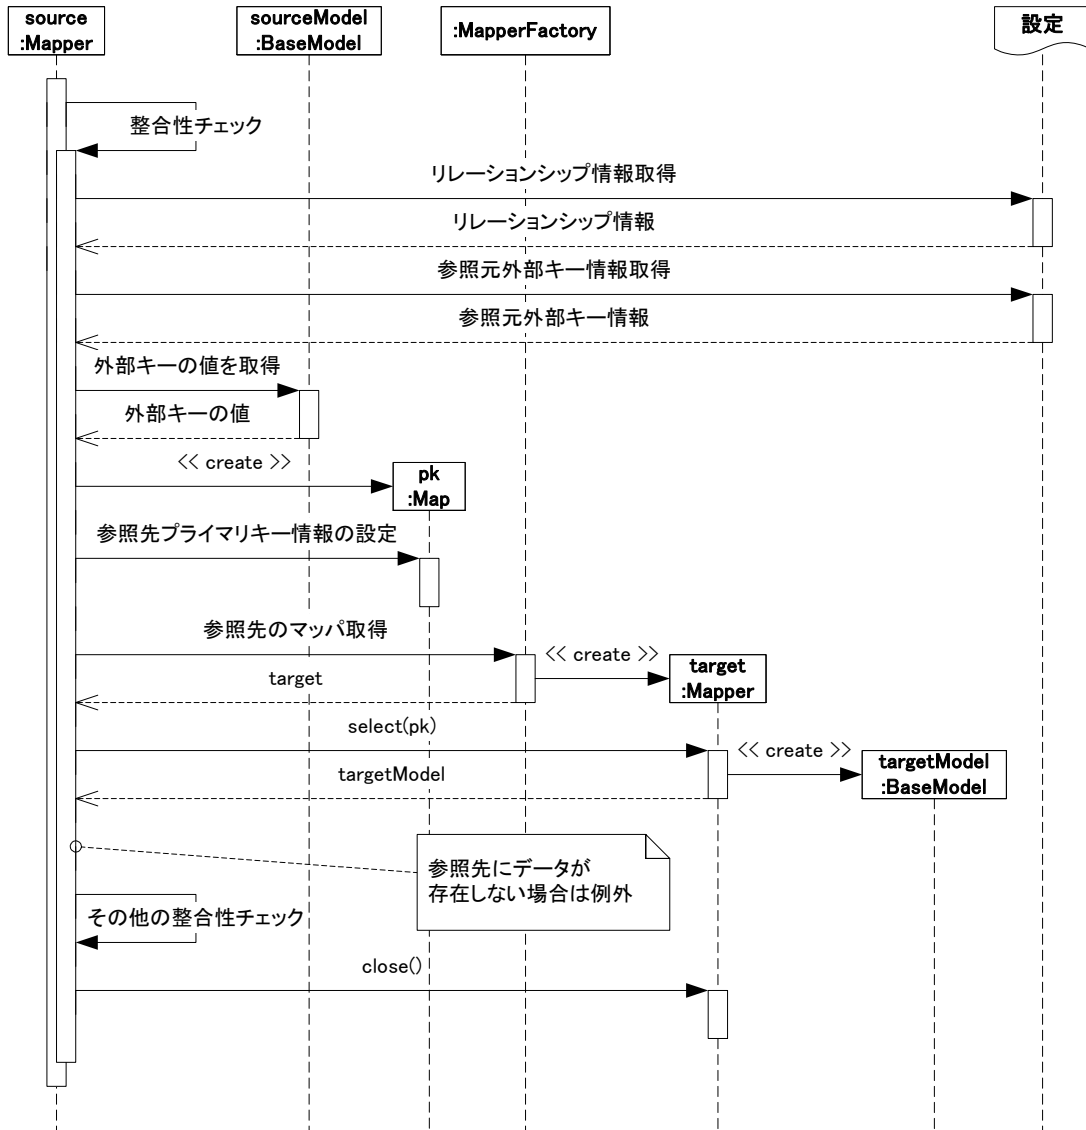 source
:Mapper
sourceModel
:BaseModel
:MapperFactory
設定
整合性チェック
リレーションシップ情報取得
リレーションシップ情報
参照元外部キー情報取得
参照元外部キー情報
外部キーの値を取得
外部キーの値
<< create >>
pk
:Map
参照先プライマリキー情報の設定
参照先のマッパ取得
<< create >>
target
:Mapper
target
select(pk)
<< create >>
targetModel
:BaseModel
targetModel
参照先にデータが
存在しない場合は例外
その他の整合性チェック
close()